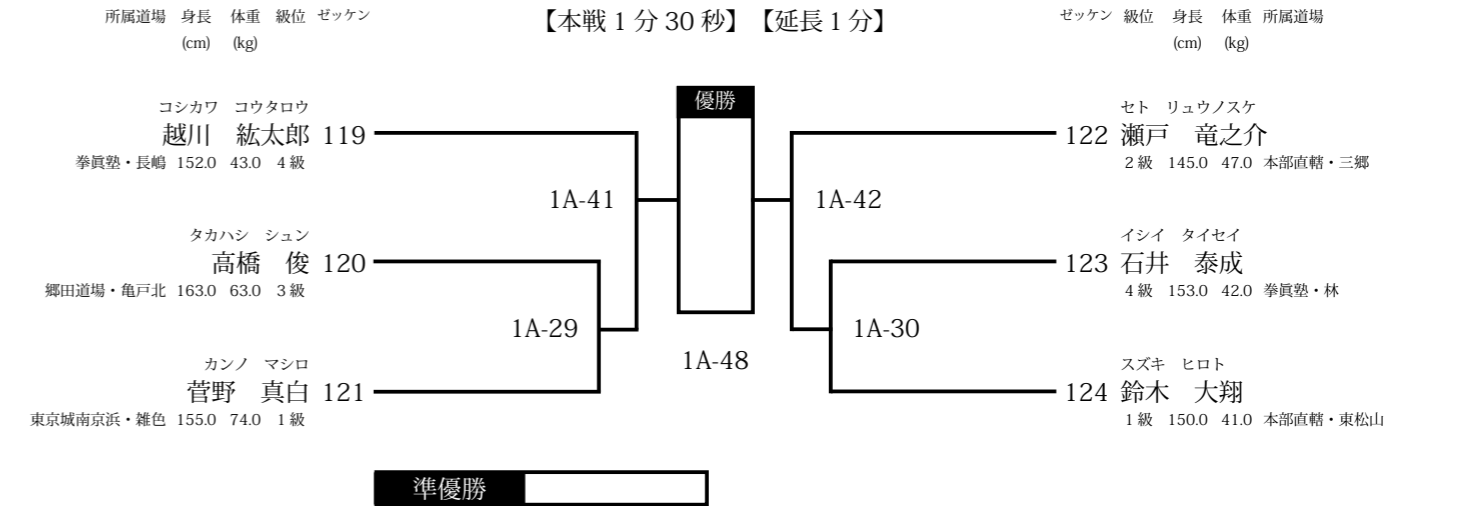 所属道場 身長 体重 級位 ゼッケン
(cm) (kg)
【本戦1分30秒】【延長1分】
ゼッケン 級位 身長 体重 所属道場
(cm) (kg)
優勝
コシカワ コウタロウ
越川 紘太郎 119
拳眞塾・長嶋 152.0 43.0 4級
1A-41
タカハシ シュン
高橋 俊 120
郷田道場・亀戸北 163.0 63.0 3級
1A-29
カンノ マシロ
菅野 真白 121
東京城南京浜・雑色 155.0 74.0 1級
1A-48
セト リュウノスケ
122 瀬戸 竜之介
2級 145.0 47.0 本部直轄・三郷
1A-42
イシイ タイセイ
123 石井 泰成
4級 153.0 42.0 拳眞塾・林
1A-30
スズキ ヒロト
124 鈴木 大翔
1級 150.0 41.0 本部直轄・東松山
準優勝